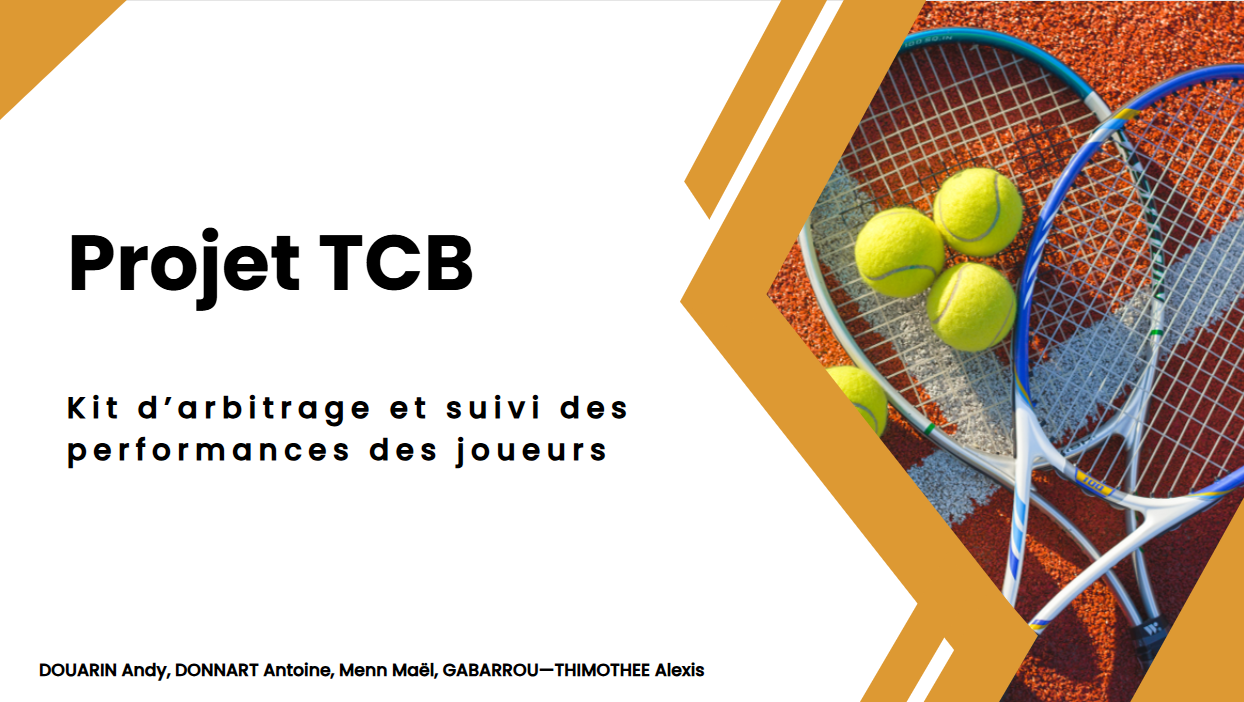 Projet TCB
Kit d’arbitrage et suivi des
performances des joueurs
DOUARIN Andy, DONNART Antoine, Menn Maël, GABARROU—THIMOTHEE Alexis
100